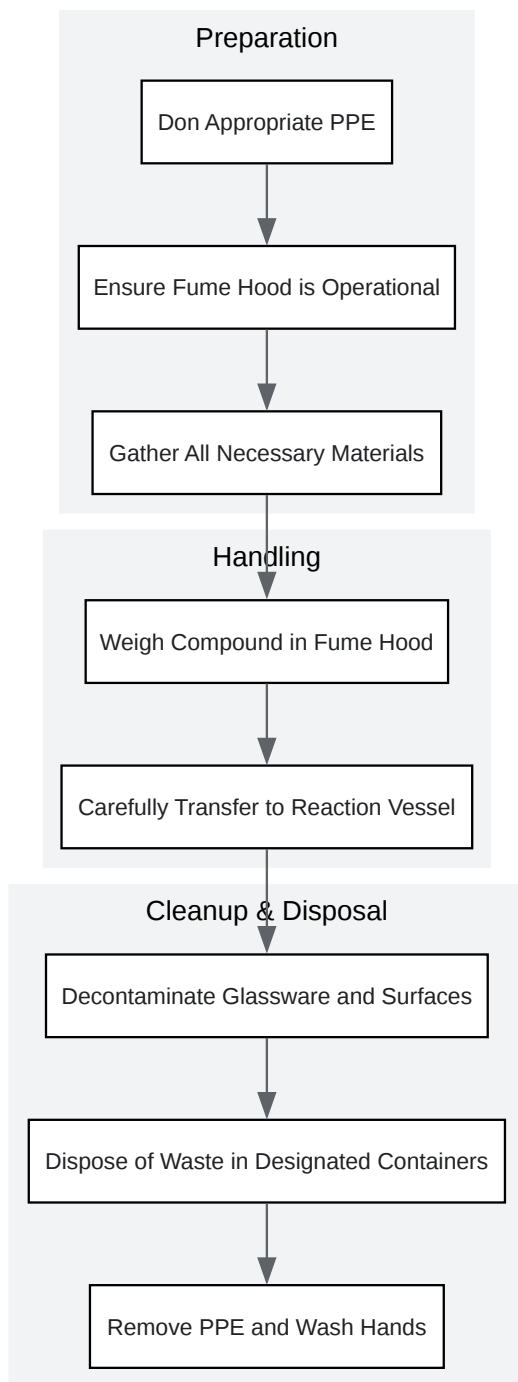 Preparation
Don Appropriate PPE
Ensure Fume Hood is Operational
Gather All Necessary Materials
Handling
Weigh Compound in Fume Hood
Carefully Transfer to Reaction Vessel
Cleanup & Disposal
Decontaminate Glassware and Surfaces
Dispose of Waste in Designated Containers
Remove PPE and Wash Hands